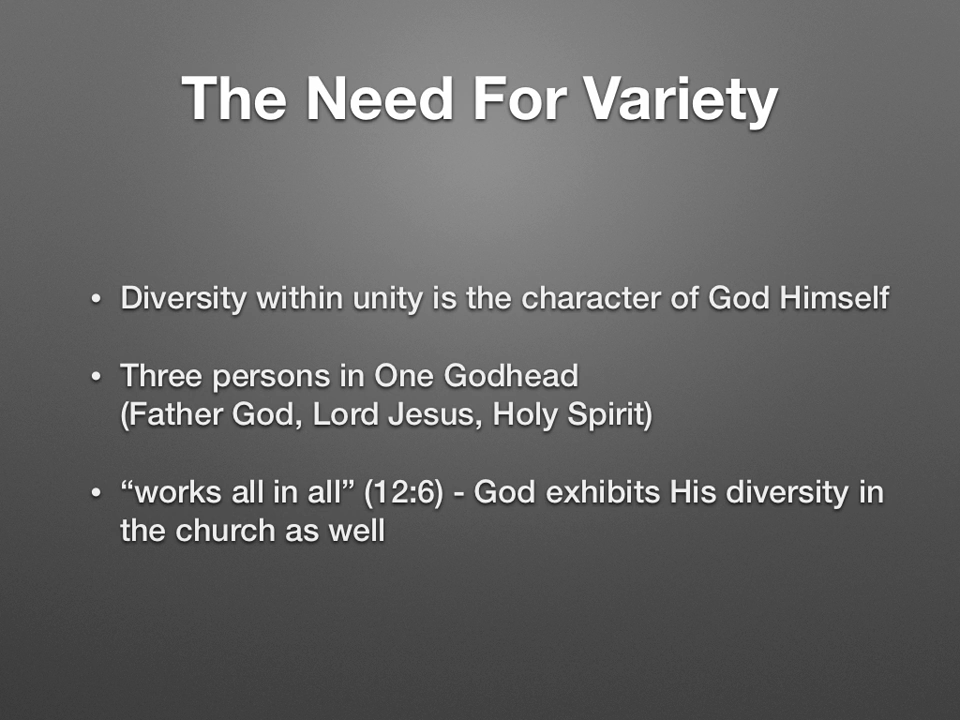 The Need For Variety
• Diversity within unity is the character of God Himself
• Three persons in One Godhead
(Father God, Lord Jesus, Holy Spirit)
• “works all in all” (12:6) - God exhibits His diversity in
the church as well